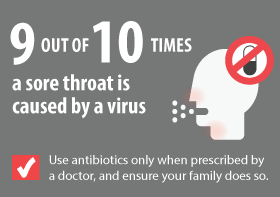 9 OUT OF 10 TIMES
a sore throat is
caused by a virus
Use antibiotics only when prescribed by
a doctor, and ensure your family does so.